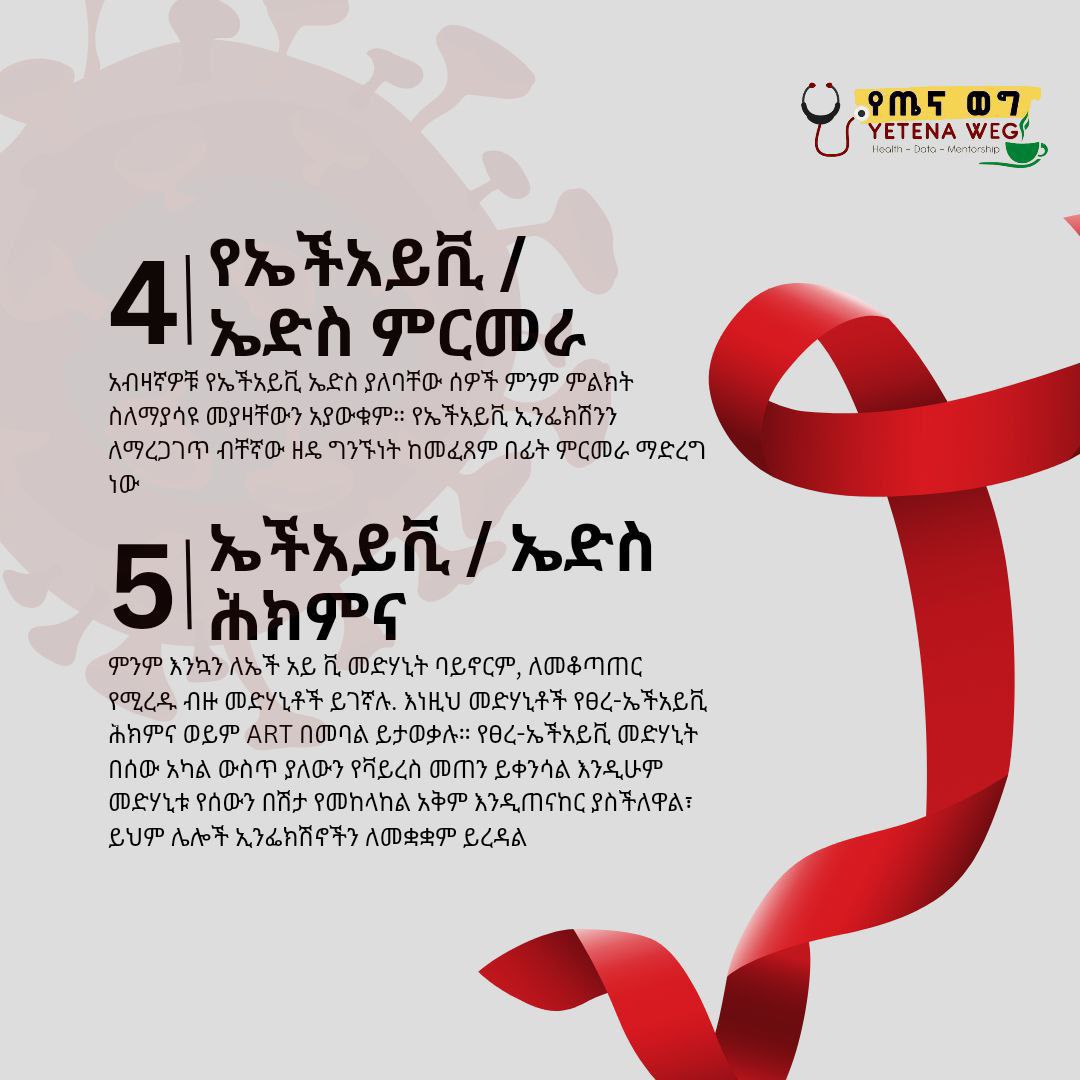 የጤና ወግ
YETENA WEG
Health - Data - Mentorship
4
የኤችአይቪ /
ኤድስ ምርመራ
አብዛኛዎቹ የኤችአይቪ ኤድስ ያለባቸው ሰዎች ምንም ምልክት
ስለማያሳዩ መያዛቸውን አያውቁም። የኤችአይቪ ኢንፌክሽንን
ለማረጋገጥ ብቸኛው ዘዴ ግንኙነት ከመፈጸም በፊት ምርመራ ማድረግ
ነው
5
ኤችአይቪ / ኤድስ
ሕክምና
ምንም እንኳን ለኤች አይ ቪ መድሃኒት ባይኖርም, ለመቆጣጠር
የሚረዱ ብዙ መድሃኒቶች ይገኛሉ. እነዚህ መድሃኒቶች የፀረ-ኤችአይቪ
ሕክምና ወይም ART በመባል ይታወቃሉ። የፀረ-ኤችአይቪ መድሃኒት
በሰው አካል ውስጥ ያለውን የቫይረስ መጠን ይቀንሳል እንዲሁም
መድሃኒቱ የሰውን በሽታ የመከላከል አቅም እንዲጠናከር ያስችለዋል፣
ይህም ሌሎች ኢንፌክሽኖችን ለመቋቋም ይረዳል